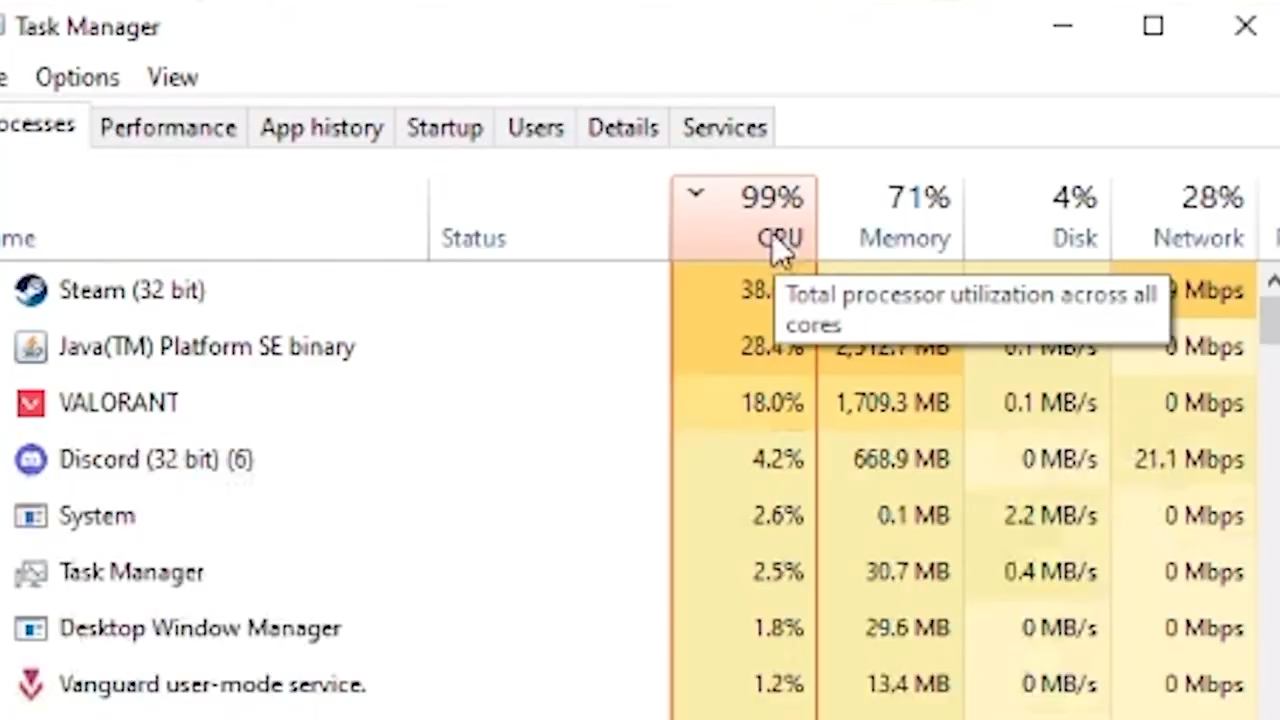 Task Manager
Options View
ocesses Performance App history Startup Users Details Services
99% 71% 4% 28%
me Status CPU Memory Disk Network
Steam (32 bit) 38. Mbps
Total processor utilization across all
cores
Java(TM) Platform SE binary 28.4% 0 Mbps
VALORANT 18.0% 1,709.3 MB 0.1 MB/s 0 Mbps
Discord (32 bit) (6) 4.2% 668.9 MB 0 MB/s 21.1 Mbps
System 2.6% 0.1 MB 2.2 MB/s 0 Mbps
Task Manager 2.5% 30.7 MB 0.4 MB/s 0 Mbps
Desktop Window Manager 1.8% 29.6 MB 0 MB/s 0 Mbps
Vanguard user-mode service. 1.2% 13.4 MB 0 MB/s 0 Mbps